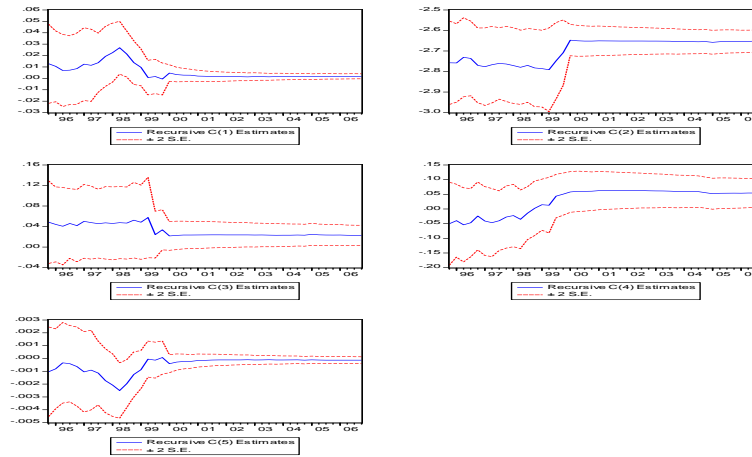 .06
.05
.04
.03
.02
.01
.00
-.01
-.02
-.03
96 97 98 99 00 01 02 03 04 05 06
Recursive C(1) Estimates
± 2 S.E.
-2.5
-2.6
-2.7
-2.8
-2.9
-3.0
96 97 98 99 00 01 02 03 04 05 06
Recursive C(2) Estimates
± 2 S.E.
.16
.12
.08
.04
.00
-.04
96 97 98 99 00 01 02 03 04 05 06
Recursive C(3) Estimates
± 2 S.E.
.15
.10
.05
.00
-.05
-.10
-.15
-.20
96 97 98 99 00 01 02 03 04 05 06
Recursive C(4) Estimates
± 2 S.E.
.003
.002
.001
.000
-.001
-.002
-.003
-.004
-.005
96 97 98 99 00 01 02 03 04 05 06
Recursive C(5) Estimates
± 2 S.E.